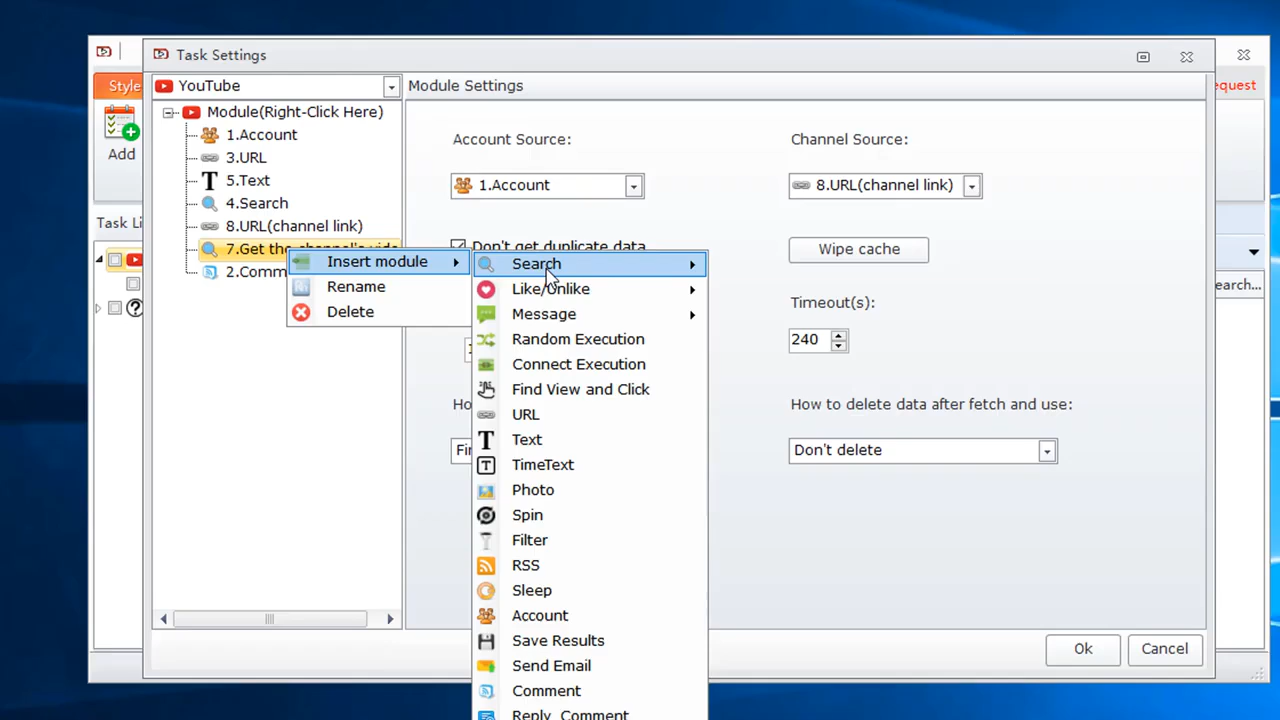 Task Settings
Style
equest
YouTube
Module Settings
Module(Right-Click Here)
1.Account
3.URL
5.Text
4.Search
8.URL(channel link)
7.Get the channel's vide
2.Comm
Add
Task Li
Account Source:
Channel Source:
1.Account
8.URL(channel link)
Don't get duplicate data
Wipe cache
Timeout(s):
240
Ho
How to delete data after fetch and use:
Fir
Don't delete
earch...
Insert module
Rename
Delete
Search
Like/Unlike
Message
Random Execution
Connect Execution
Find View and Click
URL
Text
TimeText
Photo
Spin
Filter
RSS
Sleep
Account
Save Results
Send Email
Comment
Reply Comment
Ok
Cancel